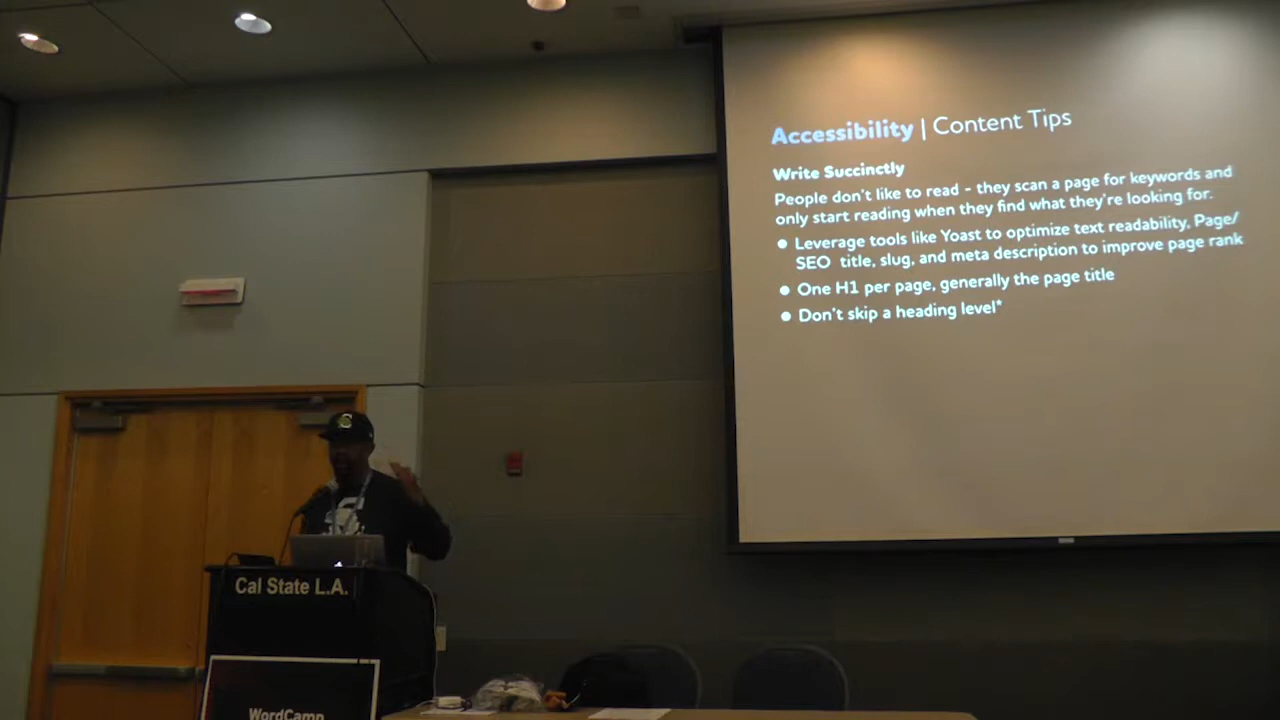 Accessibility | Content Tips
Write Succinctly
People don't like to read - they scan a page for keywords and
only start reading when they find what they're looking for.
● Leverage tools like Yoast to optimize text readability, Page/
SEO title, slug, and meta description to improve page rank
● One H1 per page, generally the page title
● Don't skip a heading level*
Cal State L.A.
WordCamp